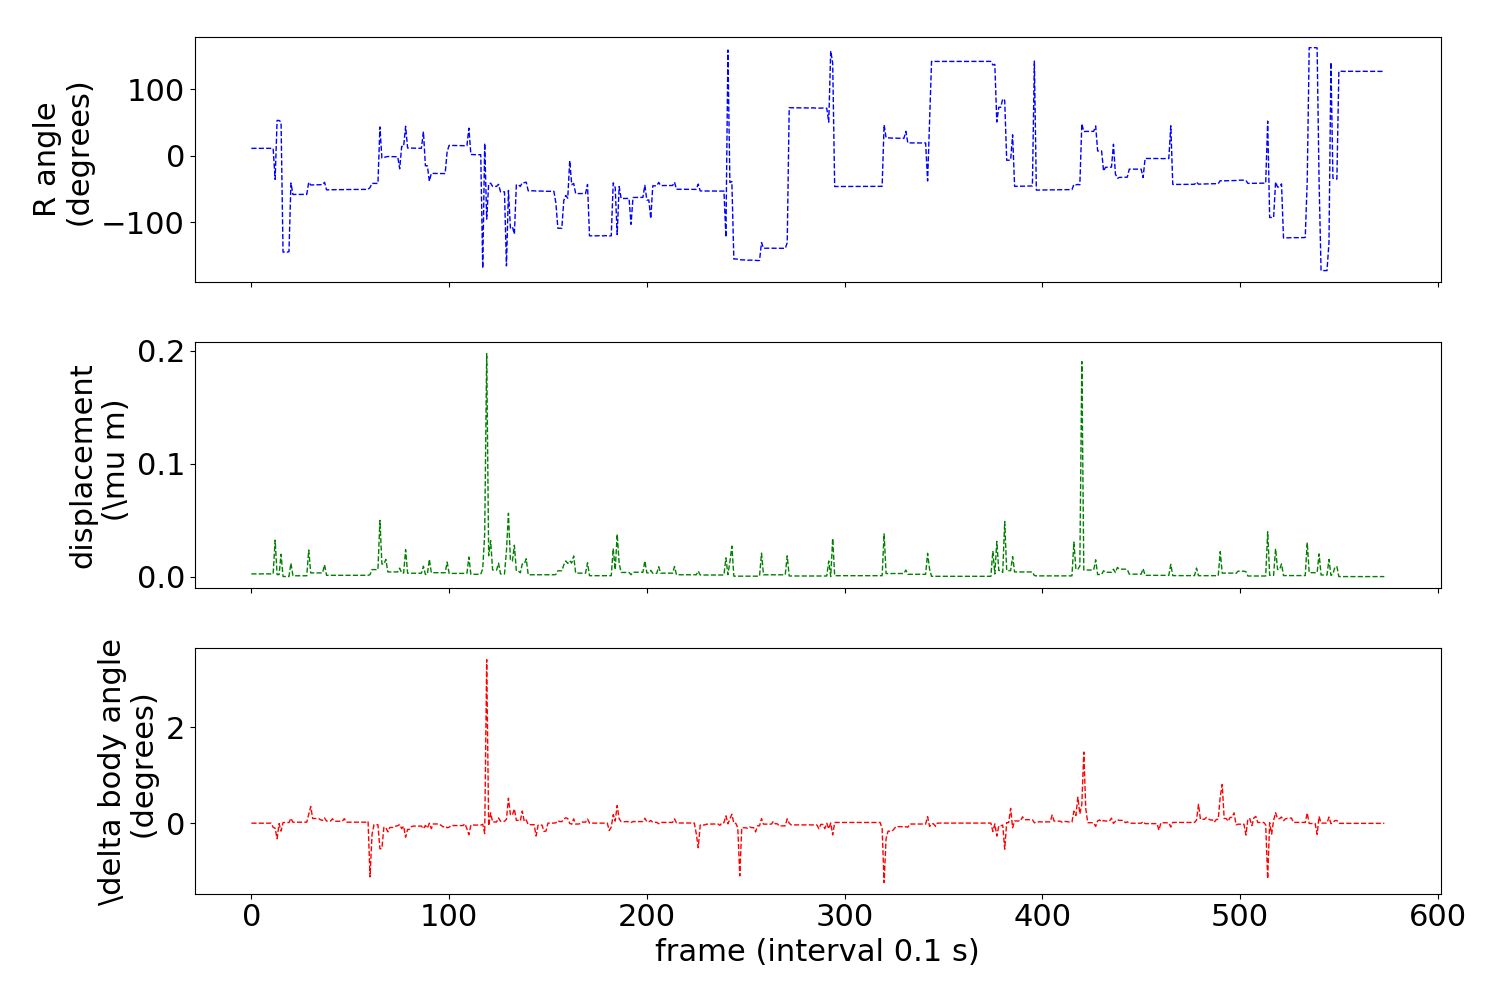 R angle
(degrees)
100
0
−100
displacement
(\mu m)
0.2
0.1
0.0
\delta body angle
(degrees)
2
0
0 100 200 300 400 500 600
frame (interval 0.1 s)